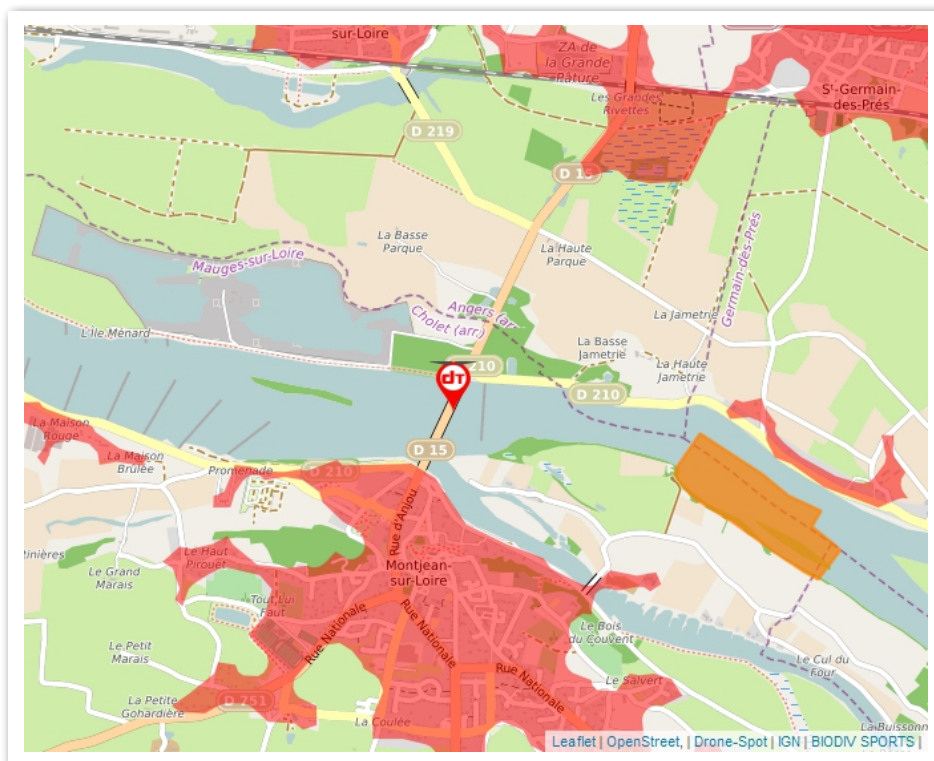 sur-Loire
ZA de
la Grande
Pâture
Les Grandes
Rivettes
St-Germain
-des-Prés
D 219
D 15
La Basse
Parque
La Haute
Parque
Mauges-sur-Loire
Germain-des-Prés
Angers (arr
Cholet (arr.)
La Jametrie
L'Île Ménard
La Basse
Jametrie
La Haute
Jametrie
210
dT
D 210
La Maison
Rouge
D 15
La Maison
Brûlée
Promenade
D 210
Rue d'Anjou
Le Haut
Pirouet
Montjean-
sur-Loire
tinières
Le Grand
Marais
Tout Lui
Faut
Rue Nationale
Rue Nationale
Le Bois
du Couvent
Le Petit
Marais
Le Cul du
Four
Rue Nationale
Le Salvert
La Petite
Gohardière
D 751
La Coulée
La Buissonn
Leaflet | OpenStreet, | Drone-Spot | IGN | BIODIV SPORTS |